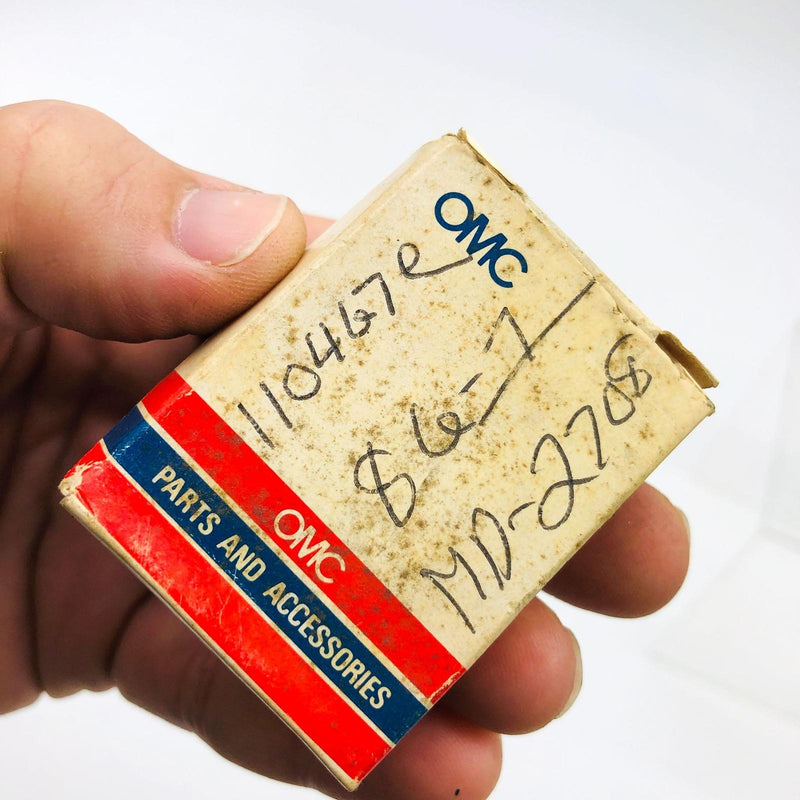 OMC
110467e
86-7
MD-2708
OMC
PARTS AND ACCESSORIES